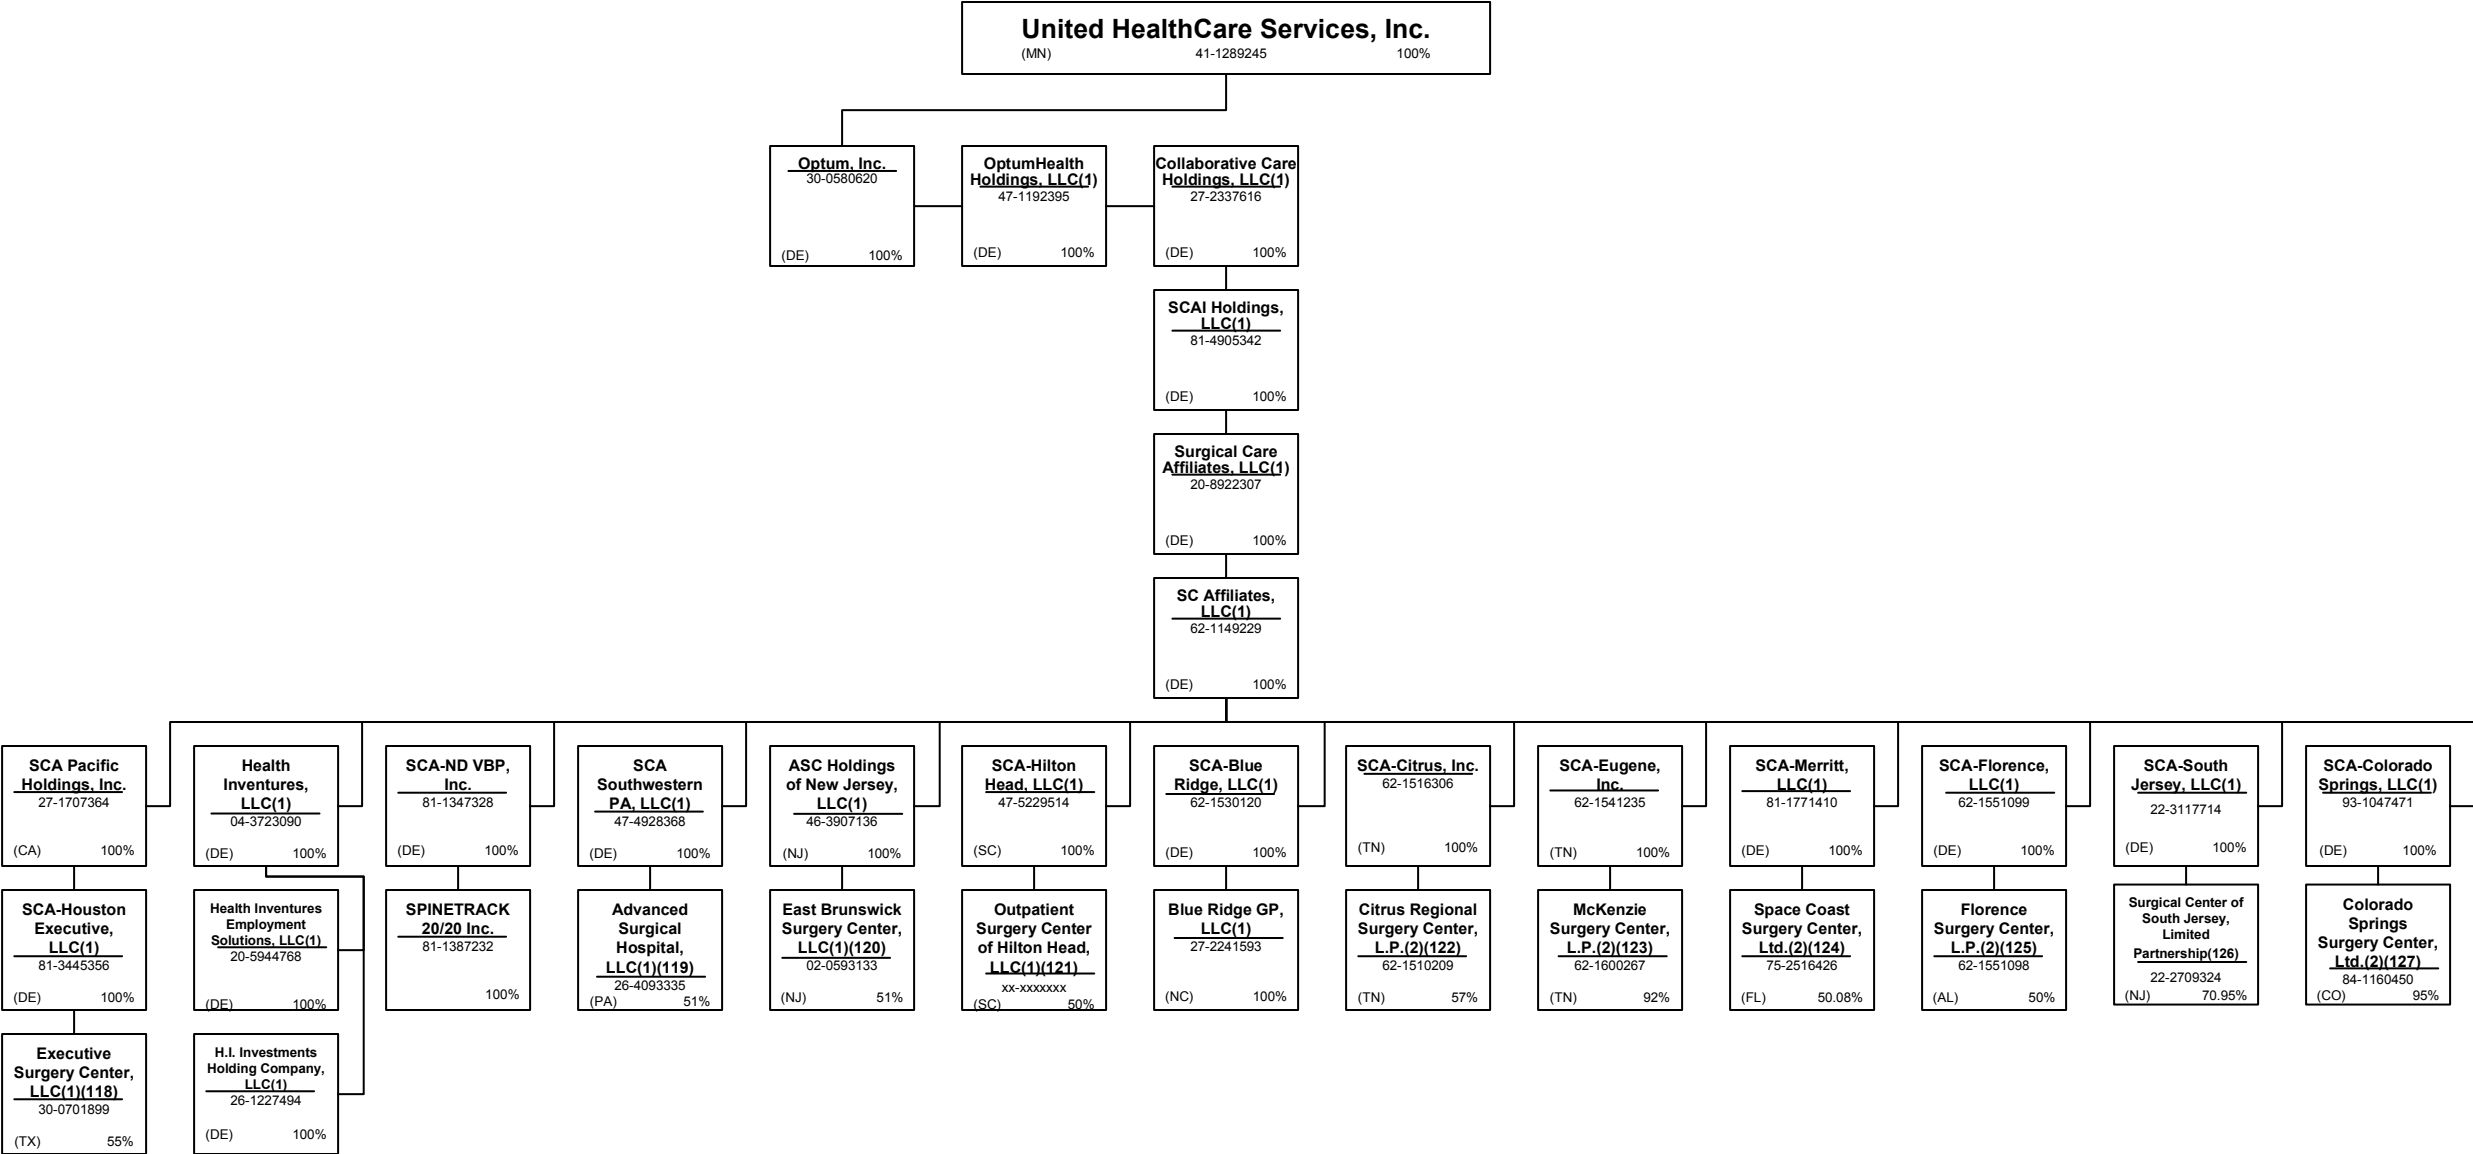 United HealthCare Services, Inc.
(MN) 41-1289245 100%
Optum, Inc.
30-0580620
(DE) 100%
OptumHealth
Holdings, LLC(1)
47-1192395
(DE) 100%
Collaborative Care
Holdings, LLC(1)
27-2337616
(DE) 100%
SCAI Holdings,
LLC(1)
81-4905342
(DE) 100%
Surgical Care
Affiliates, LLC(1)
20-8922307
(DE) 100%
SC Affiliates,
LLC(1)
62-1149229
(DE) 100%
SCA Pacific
Holdings, Inc.
27-1707364
(CA) 100%
Health
Inventures,
LLC(1)
04-3723090
(DE) 100%
SCA-ND VBP,
Inc.
81-1347328
(DE) 100%
SCA
Southwestern
PA, LLC(1)
47-4928368
(DE) 100%
ASC Holdings
of New Jersey,
LLC(1)
46-3907136
(NJ) 100%
SCA-Hilton
Head, LLC(1)
47-5229514
(SC) 100%
SCA-Blue
Ridge, LLC(1)
62-1530120
(DE) 100%
SCA-Citrus, Inc.
62-1516306
(TN) 100%
SCA-Eugene,
Inc.
62-1541235
(TN) 100%
SCA-Merritt,
LLC(1)
81-1771410
(DE) 100%
SCA-Florence,
LLC(1)
62-1551099
(DE) 100%
SCA-South
Jersey, LLC(1)
22-3117714
(DE) 100%
SCA-Colorado
Springs, LLC(1)
93-1047471
(DE) 100%
SCA-Houston
Executive,
LLC(1)
81-3445356
(DE) 100%
Health Inventures
Employment
Solutions, LLC(1)
20-5944768
(DE) 100%
SPINETRACK
20/20 Inc.
81-1387232
100%
Advanced
Surgical
Hospital,
LLC(1)(119)
26-4093335
(PA) 51%
East Brunswick
Surgery Center,
LLC(1)(120)
02-0593133
(NJ) 51%
Outpatient
Surgery Center
of Hilton Head,
LLC(1)(121)
xx-xxxxxxx
(SC) 50%
Blue Ridge GP,
LLC(1)
27-2241593
(NC) 100%
Citrus Regional
Surgery Center,
L.P.(2)(122)
62-1510209
(TN) 57%
McKenzie
Surgery Center,
L.P.(2)(123)
62-1600267
(TN) 92%
Space Coast
Surgery Center,
Ltd.(2)(124)
75-2516426
(FL) 50.08%
Florence
Surgery Center,
L.P.(2)(125)
62-1551098
(AL) 50%
Surgical Center of
South Jersey,
Limited
Partnership(126)
22-2709324
(NJ) 70.95%
Colorado
Springs
Surgery Center,
Ltd.(2)(127)
84-1160450
(CO) 95%
Executive
Surgery Center,
LLC(1)(118)
30-0701899
(TX) 55%
H.I. Investments
Holding Company,
LLC(1)
26-1227494
(DE) 100%